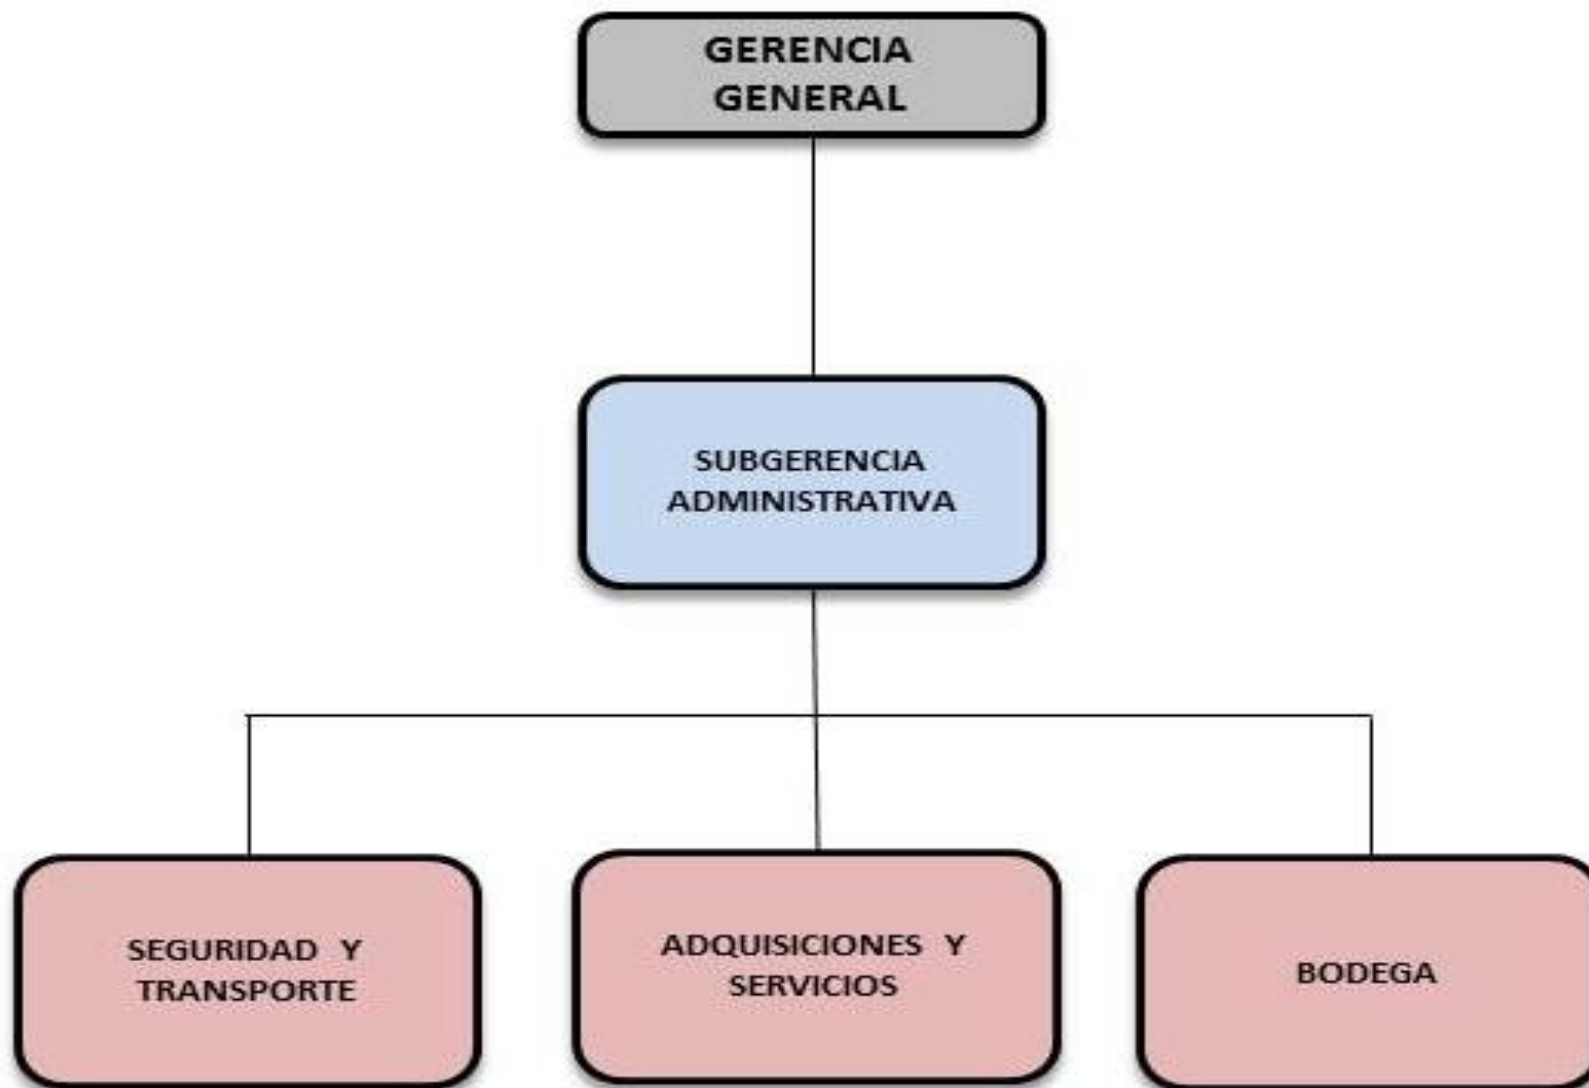 GERENCIA
GENERAL
SUBGERENCIA
ADMINISTRATIVA
SEGURIDAD Y
TRANSPORTE
ADQUISICIONES Y
SERVICIOS
BODEGA